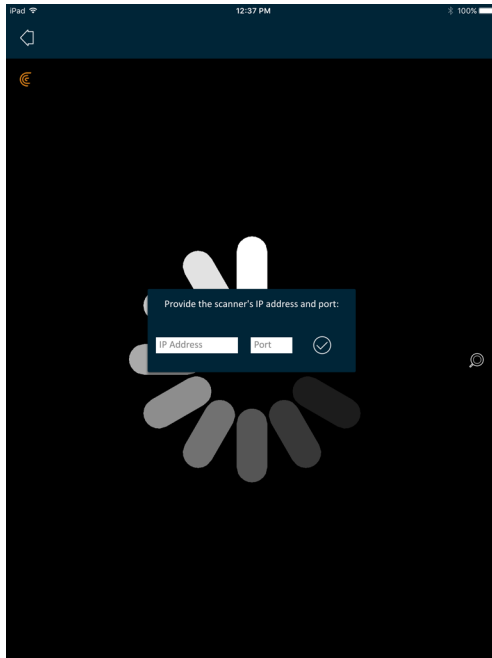 iPad 12:37 PM 100%
Provide the scanner's IP address and port:
IP Address Port